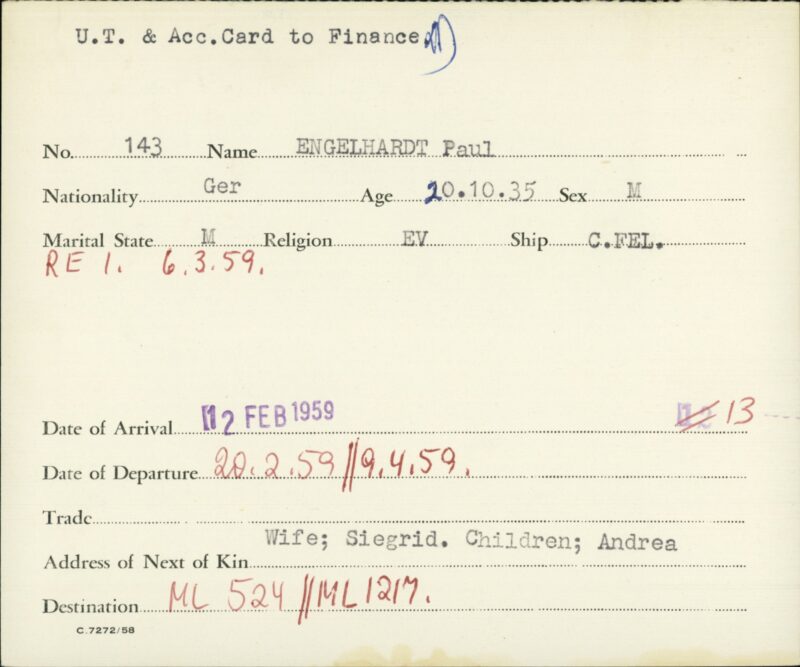 U.T. & Acc.Card to Finance.
No. 143 Name ENGELHARDT Paul
Nationality Ger Age 20.10.35 Sex M
Marital State M Religion EV Ship C.FEL.
RE 1. 6.3.59.
Date of Arrival 12 FEB 1959 12 13
Date of Departure 20.2.59//9.4.59.
Trade
Wife; Siegrid. Children; Andrea
Address of Next of Kin
Destination ML 524 //ML1217.
C.7272/58